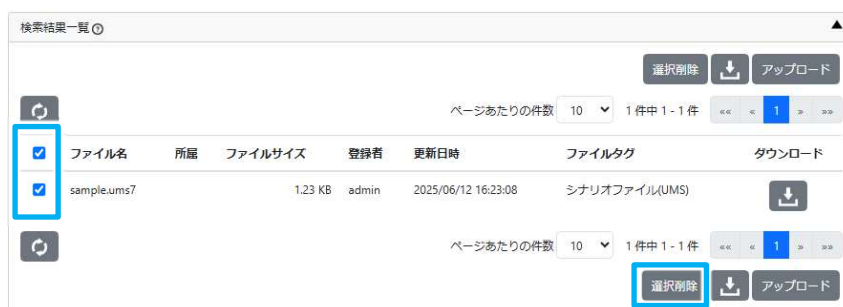 検索結果一覧
選択削除 アップロード
ページあたりの件数 10 1 件中 1 - 1 件 «« « 1 » »»
ファイル名 所属 ファイルサイズ 登録者 更新日時 ファイルタグ ダウンロード
sample.ums7 1.23 KB admin 2025/06/12 16:23:08 シナリオファイル(UMS)
ページあたりの件数 10 1 件中 1 - 1 件 «« « 1 » »»
選択削除 アップロード